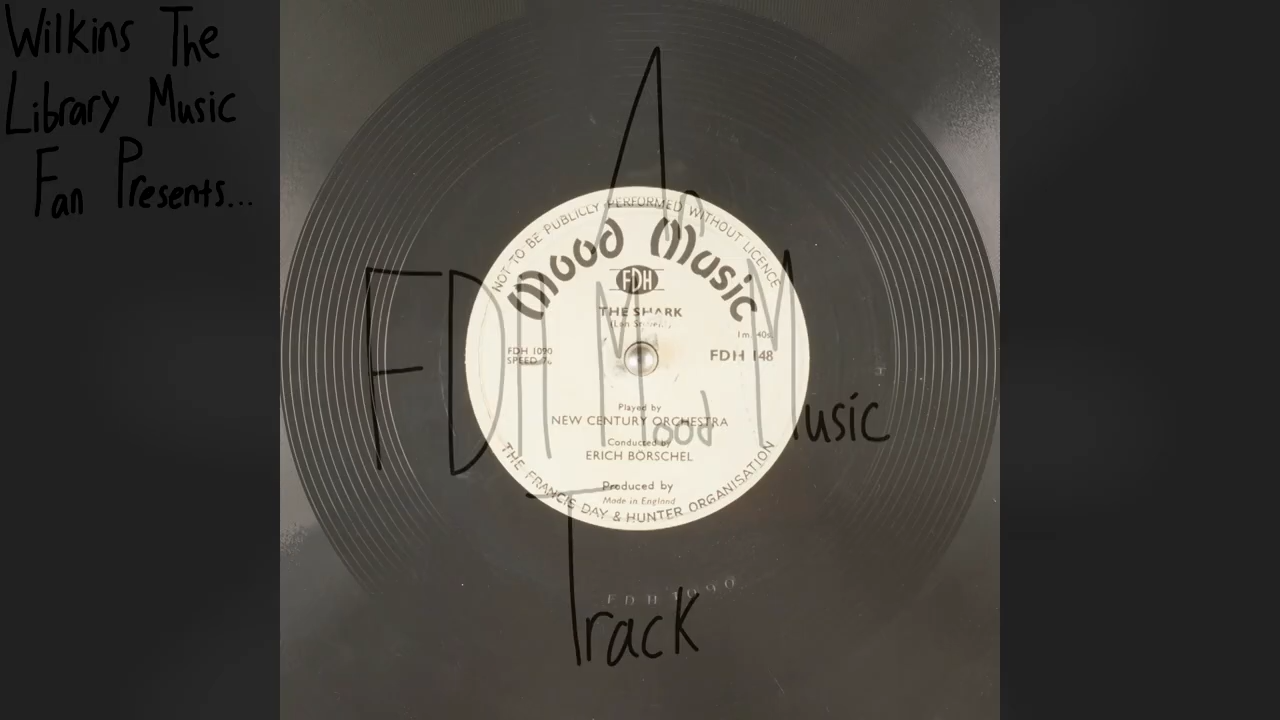 Wilkins The
Library Music
Fan Presents...
An
FDH Mood Music
Track
NOT TO BE PUBLICLY PERFORMED WITHOUT LICENCE
Mood Music
FDH
THE SHARK
1m. 40s.
FDH 1090
SPEED 78
FDH 148
Played by
NEW CENTURY ORCHESTRA
Conducted by
ERICH BÖRSCHEL
Produced by
Made in England
THE FRANCIS DAY & HUNTER ORGANISATION
FDH 1090